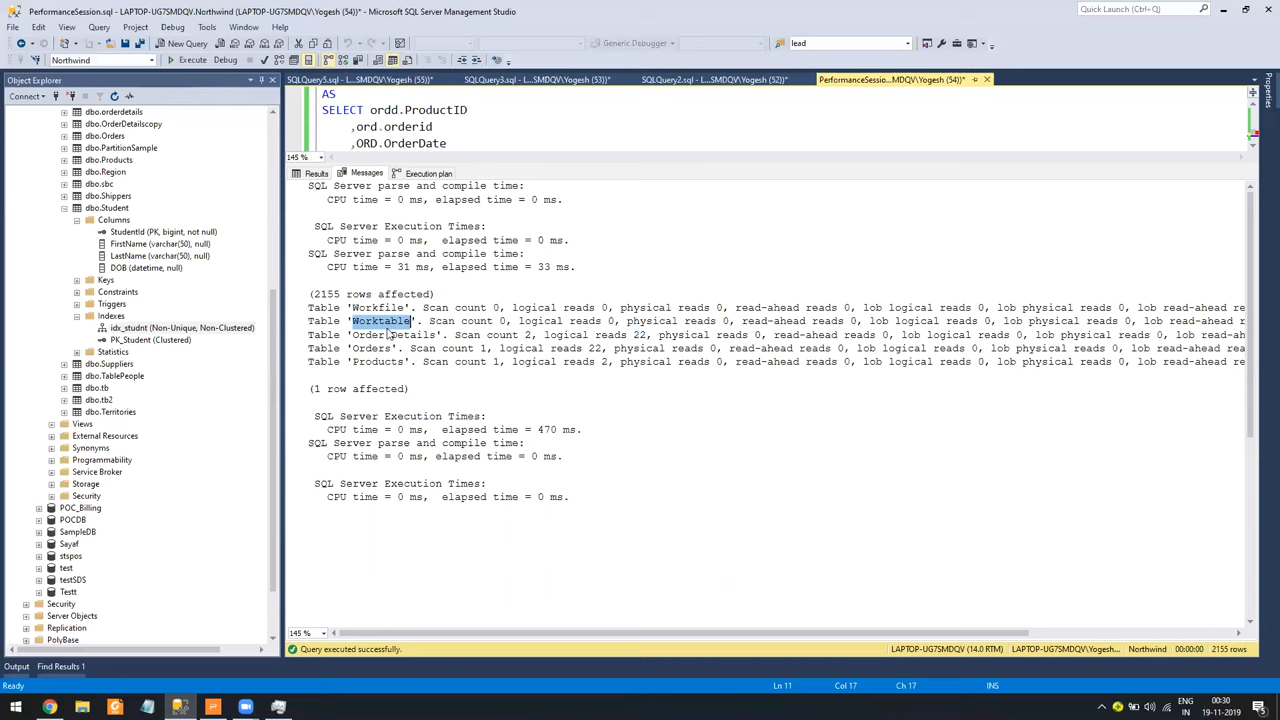 PerformanceSession.sql - LAPTOP-UG7SMDQV.Northwind (LAPTOP-UG7SMDQV\Yogesh (54))* - Microsoft SQL Server Management Studio
Quick Launch (Ctrl+Q)
File Edit View Query Project Debug Tools Window Help
New Query
Generic Debugger
lead
Northwind
Execute Debug
Object Explorer
SQLQuery5.sql - L...SMDQV\Yogesh (55))*
SQLQuery3.sql - L...SMDQV\Yogesh (53))*
SQLQuery2.sql - L...SMDQV\Yogesh (52))*
PerformanceSessio...MDQV\Yogesh (54))*
Properties
Connect
dbo.orderdetails
dbo.OrderDetailscopy
dbo.Orders
dbo.PartitionSample
dbo.Products
dbo.Region
dbo.sbc
dbo.Shippers
dbo.Student
Columns
StudentId (PK, bigint, not null)
FirstName (varchar(50), null)
LastName (varchar(50), null)
DOB (datetime, null)
Keys
Constraints
Triggers
Indexes
idx_student (Non-Unique, Non-Clustered)
PK_Student (Clustered)
Statistics
dbo.Suppliers
dbo.TablePeople
dbo.tb
dbo.tb2
dbo.Territories
Views
External Resources
Synonyms
Programmability
Service Broker
Storage
Security
POC_Billing
POCDB
SampleDB
Sayaf
stspos
test
testSDS
Testt
Security
Server Objects
Replication
PolyBase
AS
SELECT ordd.ProductID
,ord.orderid
,ORD.OrderDate
145 %
Results Messages Execution plan
SQL Server parse and compile time:
CPU time = 0 ms, elapsed time = 0 ms.
SQL Server Execution Times:
CPU time = 0 ms, elapsed time = 0 ms.
SQL Server parse and compile time:
CPU time = 31 ms, elapsed time = 33 ms.
(2155 rows affected)
Table 'Workfile'. Scan count 0, logical reads 0, physical reads 0, read-ahead reads 0, lob logical reads 0, lob physical reads 0, lob read-ahead r
Table 'Worktable'. Scan count 0, logical reads 0, physical reads 0, read-ahead reads 0, lob logical reads 0, lob physical reads 0, lob read-ahead
Table 'OrderDetails'. Scan count 2, logical reads 22, physical reads 0, read-ahead reads 0, lob logical reads 0, lob physical reads 0, lob read-ah
Table 'Orders'. Scan count 1, logical reads 22, physical reads 0, read-ahead reads 0, lob logical reads 0, lob physical reads 0, lob read-ahead re
Table 'Products'. Scan count 1, logical reads 2, physical reads 0, read-ahead reads 0, lob logical reads 0, lob physical reads 0, lob read-ahead re
(1 row affected)
SQL Server Execution Times:
CPU time = 0 ms, elapsed time = 470 ms.
SQL Server parse and compile time:
CPU time = 0 ms, elapsed time = 0 ms.
SQL Server Execution Times:
CPU time = 0 ms, elapsed time = 0 ms.
145 %
Query executed successfully. LAPTOP-UG7SMDQV (14.0 RTM) LAPTOP-UG7SMDQV\Yogesh... Northwind 00:00:00 2155 rows
Output Find Results 1
Ready Ln 11 Col 17 Ch 17 INS
ENG
IN
00:30
19-11-2019